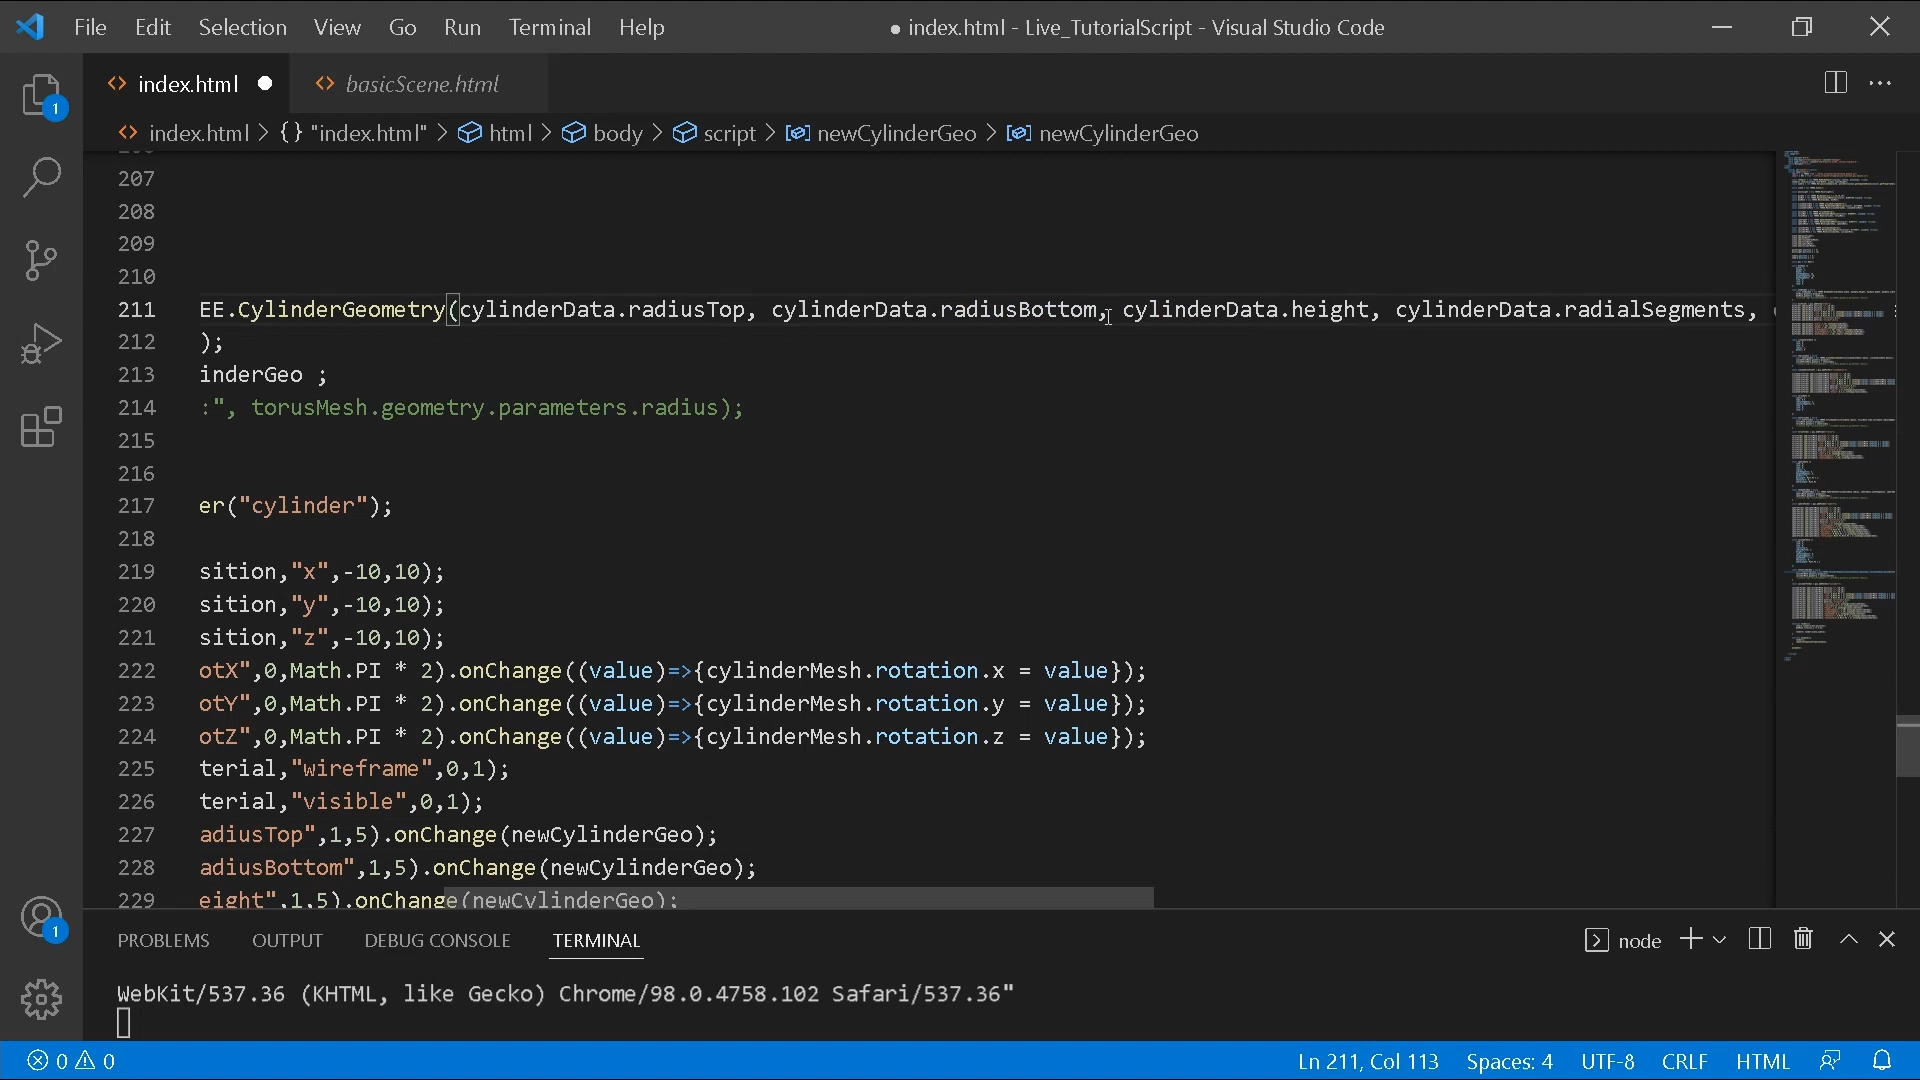 File Edit Selection View Go Run Terminal Help
● index.html - Live_TutorialScript - Visual Studio Code
index.html
basicScene.html
index.html > {} "index.html" > html > body > script > newCylinderGeo > newCylinderGeo
207
208
209
210
211 EE.CylinderGeometry(cylinderData.radiusTop, cylinderData.radiusBottom, cylinderData.height, cylinderData.radialSegments,
212 );
213 inderGeo ;
214 :", torusMesh.geometry.parameters.radius);
215
216
217 er("cylinder");
218
219 sition,"x",-10,10);
220 sition,"y",-10,10);
221 sition,"z",-10,10);
222 otX",0,Math.PI * 2).onChange((value)=>{cylinderMesh.rotation.x = value});
223 otY",0,Math.PI * 2).onChange((value)=>{cylinderMesh.rotation.y = value});
224 otZ",0,Math.PI * 2).onChange((value)=>{cylinderMesh.rotation.z = value});
225 terial,"wireframe",0,1);
226 terial,"visible",0,1);
227 adiusTop",1,5).onChange(newCylinderGeo);
228 adiusBottom",1,5).onChange(newCylinderGeo);
229 eight",1,5).onChange(newCylinderGeo);
1
1
PROBLEMS OUTPUT DEBUG CONSOLE TERMINAL
node
WebKit/537.36 (KHTML, like Gecko) Chrome/98.0.4758.102 Safari/537.36"
0 0
Ln 211, Col 113 Spaces: 4 UTF-8 CRLF HTML